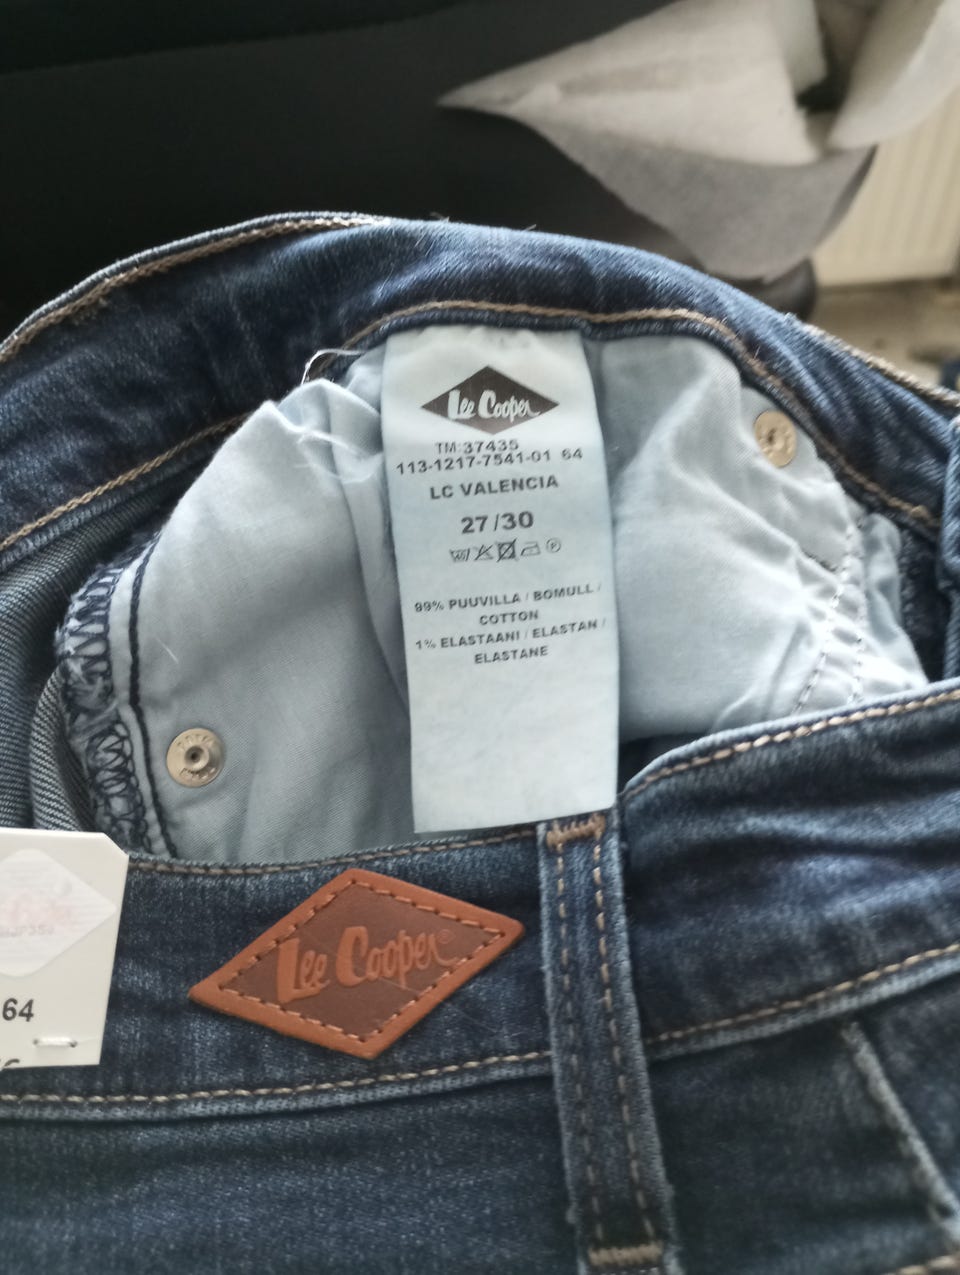 Lee Cooper
TM:37435
113-1217-7541-01 64
LC VALENCIA
27/30
99% PUUVILLA / BOMULL /
COTTON
1% ELASTAANI / ELASTAN /
ELASTANE
Lee Cooper®
64